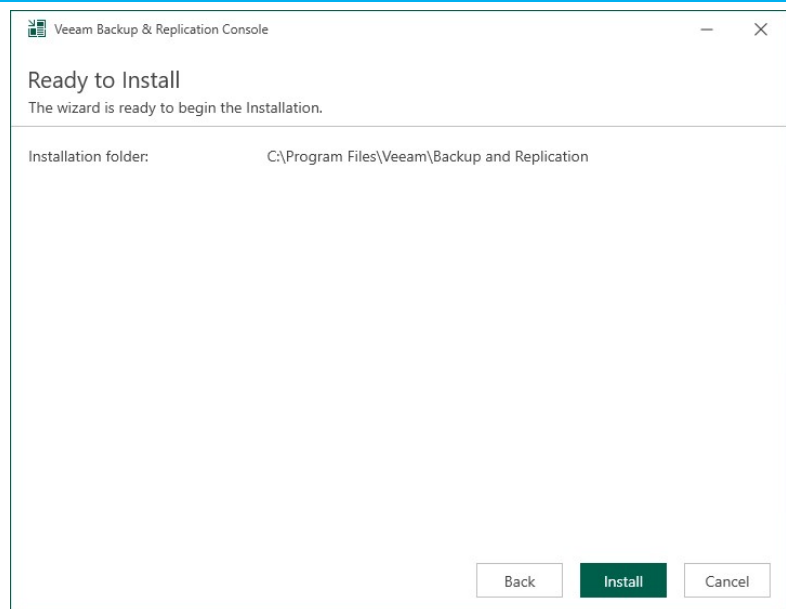 Veeam Backup & Replication Console
Ready to Install
The wizard is ready to begin the Installation.
Installation folder: C:\Program Files\Veeam\Backup and Replication
Back Install Cancel